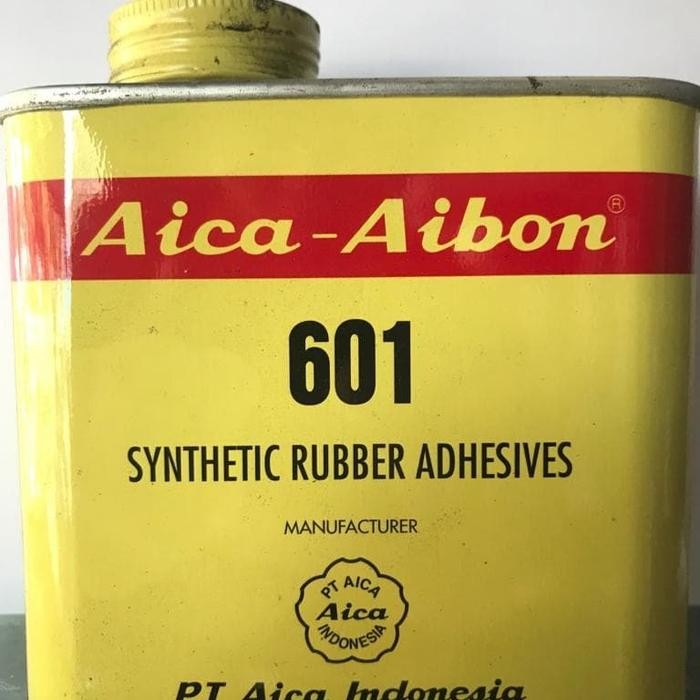 Aica-Aibon®
601
SYNTHETIC RUBBER ADHESIVES
MANUFACTURER
PT AICA
Aica
INDONESIA
PT Aica Indonesia